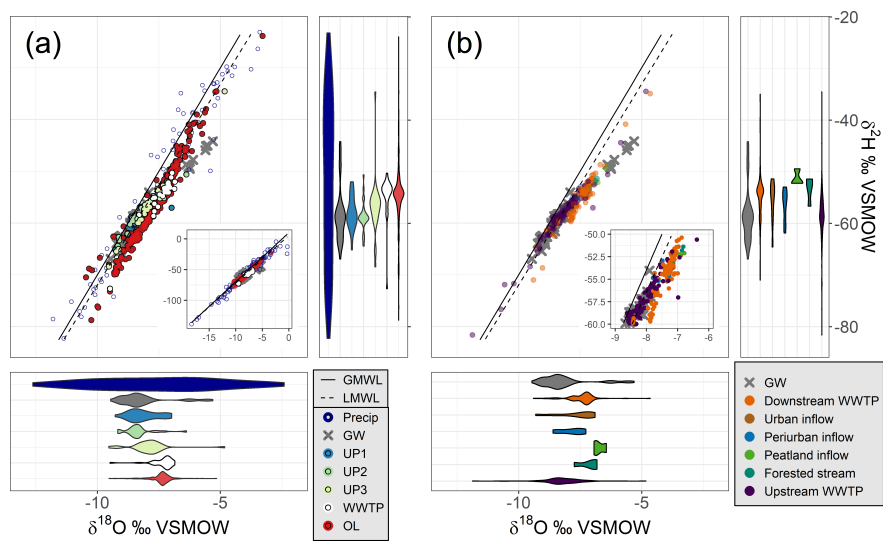 (a)
(b)
-20
-40
-60
-80
δ²H ‰ VSMOW
0
-50
-100
-15 -10 -5 0
-50.0
-52.5
-55.0
-57.5
-60.0
-9 -8 -7 -6
GMWL
LMWL
Precip
GW
UP1
UP2
UP3
WWTP
OL
GW
Downstream WWTP
Urban inflow
Periurban inflow
Peatland inflow
Forested stream
Upstream WWTP
-10 -5
δ¹⁸O ‰ VSMOW
-10 -5
δ¹⁸O ‰ VSMOW